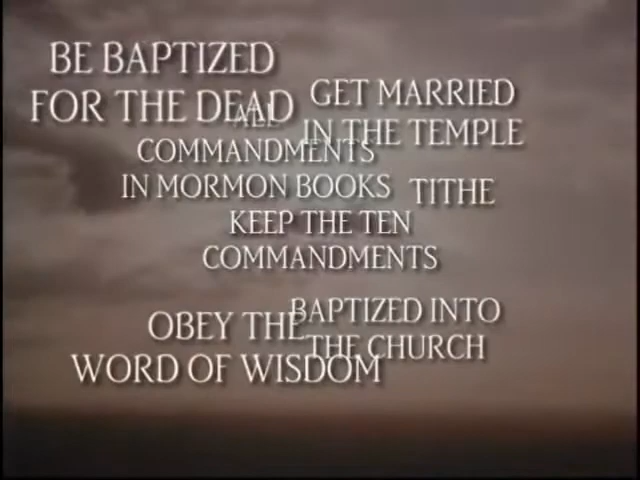 BE BAPTIZED
FOR THE DEAD
GET MARRIED
IN THE TEMPLE
ALL
COMMANDMENTS
IN MORMON BOOKS
TITHE
KEEP THE TEN
COMMANDMENTS
OBEY THE
WORD OF WISDOM
BAPTIZED INTO
THE CHURCH